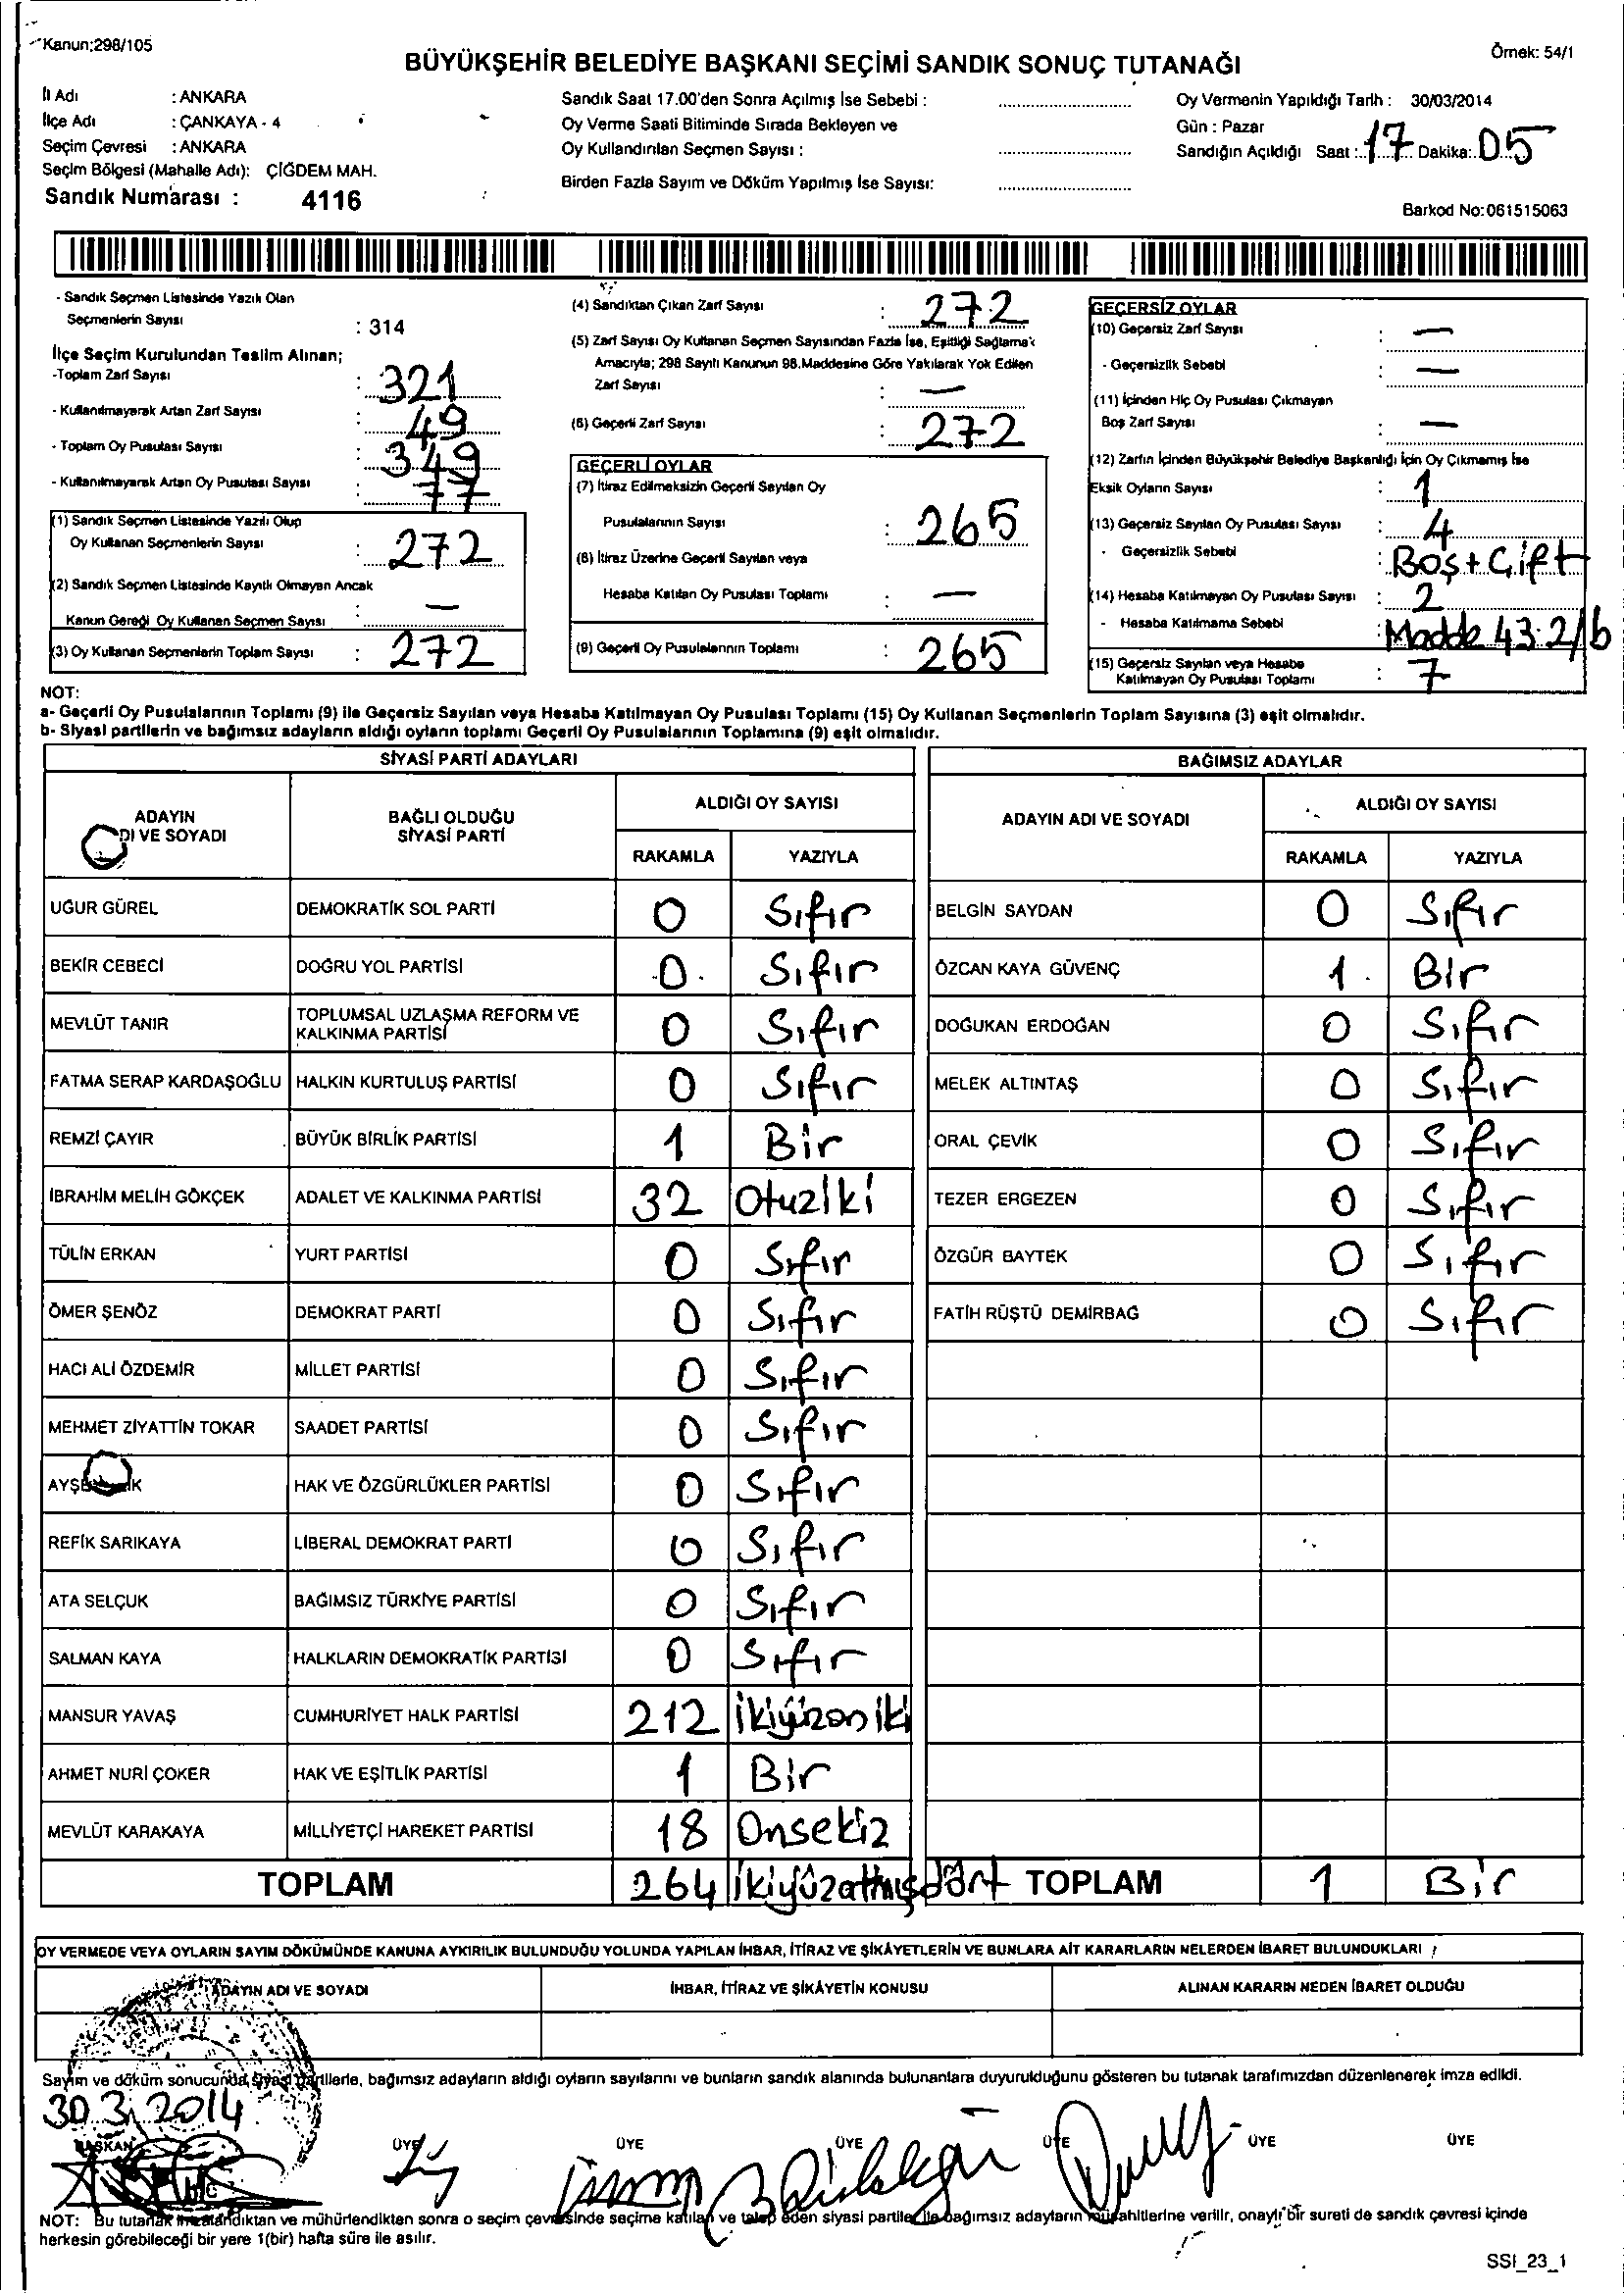 Kanun:298/105
Örnek: 54/1
BÜYÜKŞEHİR BELEDİYE BAŞKANI SEÇİMİ SANDIK SONUÇ TUTANAĞI
İl Adı : ANKARA
İlçe Adı : ÇANKAYA - 4
Seçim Çevresi : ANKARA
Seçim Bölgesi (Mahalle Adı): ÇİĞDEM MAH.
Sandık Numarası : 4116
Sandık Saat 17.00'den Sonra Açılmış İse Sebebi :
Oy Verme Saati Bitiminde Sırada Bekleyen ve
Oy Kullandırılan Seçmen Sayısı :
Birden Fazla Sayım ve Döküm Yapılmış İse Sayısı:
Oy Vermenin Yapıldığı Tarih : 30/03/2014
Gün : Pazar
Sandığın Açıldığı Saat : 17 Dakika: 05
Barkod No:061515063
- Sandık Seçmen Listesinde Yazılı Olan
Seçmenlerin Sayısı : 314
İlçe Seçim Kurulundan Teslim Alınan;
-Toplam Zarf Sayısı : 321
- Kullanılmayarak Artan Zarf Sayısı : 49
- Toplam Oy Pusulası Sayısı : 349
- Kullanılmayarak Artan Oy Pusulası Sayısı : 77
(1) Sandık Seçmen Listesinde Yazılı Olup
Oy Kullanan Seçmenlerin Sayısı : 272
(2) Sandık Seçmen Listesinde Kayıtlı Olmayan Ancak
Kanun Gereği Oy Kullanan Seçmen Sayısı : —
(3) Oy Kullanan Seçmenlerin Toplam Sayısı : 272
(4) Sandıktan Çıkan Zarf Sayısı : 272
(5) Zarf Sayısı Oy Kullanan Seçmen Sayısından Fazla İse, Eşitliği Sağlamak
Amacıyla; 298 Sayılı Kanunun 98.Maddesine Göre Yakılarak Yok Edilen
Zarf Sayısı : —
(6) Geçerli Zarf Sayısı : 272
GEÇERLİ OYLAR
(7) İtiraz Edilmeksizin Geçerli Sayılan Oy
Pusulalarının Sayısı : 265
(8) İtiraz Üzerine Geçerli Sayılan veya
Hesaba Katılan Oy Pusulası Toplamı : —
(9) Geçerli Oy Pusulalarının Toplamı : 265
GEÇERSİZ OYLAR
(10) Geçersiz Zarf Sayısı : —
- Geçersizlik Sebebi : —
(11) İçinden Hiç Oy Pusulası Çıkmayan
Boş Zarf Sayısı : —
(12) Zarfın İçinden Büyükşehir Belediye Başkanlığı İçin Oy Çıkmamış İse
Eksik Oyların Sayısı : 1
(13) Geçersiz Sayılan Oy Pusulası Sayısı : 4
- Geçersizlik Sebebi : Boş + Çift
(14) Hesaba Katılmayan Oy Pusulası Sayısı : 2
- Hesaba Katılmama Sebebi : Madde 43.2/b
(15) Geçersiz Sayılan veya Hesaba
Katılmayan Oy Pusulası Toplamı : 7
NOT:
a- Geçerli Oy Pusulalarının Toplamı (9) ile Geçersiz Sayılan veya Hesaba Katılmayan Oy Pusulası Toplamı (15) Oy Kullanan Seçmenlerin Toplam Sayısına (3) eşit olmalıdır.
b- Siyasi partilerin ve bağımsız adayların aldığı oyların toplamı Geçerli Oy Pusulalarının Toplamına (9) eşit olmalıdır.
SİYASİ PARTİ ADAYLARI
ADAYIN
DI VE SOYADI
BAĞLI OLDUĞU
SİYASİ PARTİ
ALDIĞI OY SAYISI
RAKAMLA YAZIYLA
UĞUR GÜREL DEMOKRATİK SOL PARTİ 0 Sıfır
BEKİR CEBECİ DOĞRU YOL PARTİSİ 0 Sıfır
MEVLÜT TANIR TOPLUMSAL UZLAŞMA REFORM VE
KALKINMA PARTİSİ 0 Sıfır
FATMA SERAP KARDAŞOĞLU HALKIN KURTULUŞ PARTİSİ 0 Sıfır
REMZİ ÇAYIR BÜYÜK BİRLİK PARTİSİ 1 Bir
İBRAHİM MELİH GÖKÇEK ADALET VE KALKINMA PARTİSİ 32 Otuziki
TÜLİN ERKAN YURT PARTİSİ 0 Sıfır
ÖMER ŞENÖZ DEMOKRAT PARTİ 0 Sıfır
HACI ALİ ÖZDEMİR MİLLET PARTİSİ 0 Sıfır
MEHMET ZİYATTİN TOKAR SAADET PARTİSİ 0 Sıfır
HAK VE ÖZGÜRLÜKLER PARTİSİ 0 Sıfır
REFİK SARIKAYA LİBERAL DEMOKRAT PARTİ 0 Sıfır
ATA SELÇUK BAĞIMSIZ TÜRKİYE PARTİSİ 0 Sıfır
SALMAN KAYA HALKLARIN DEMOKRATİK PARTİSİ 0 Sıfır
MANSUR YAVAŞ CUMHURİYET HALK PARTİSİ 212 İkiyüzoniki
AHMET NURİ ÇOKER HAK VE EŞİTLİK PARTİSİ 1 Bir
MEVLÜT KARAKAYA MİLLİYETÇİ HAREKET PARTİSİ 18 Onsekiz
TOPLAM 264 İkiyüzatmışdört
BAĞIMSIZ ADAYLAR
ADAYIN ADI VE SOYADI
ALDIĞI OY SAYISI
RAKAMLA YAZIYLA
BELGİN SAYDAN 0 Sıfır
ÖZCAN KAYA GÜVENÇ 1 Bir
DOĞUKAN ERDOĞAN 0 Sıfır
MELEK ALTINTAŞ 0 Sıfır
ORAL ÇEVİK 0 Sıfır
TEZER ERGEZEN 0 Sıfır
ÖZGÜR BAYTEK 0 Sıfır
FATİH RÜŞTÜ DEMİRBAĞ 0 Sıfır
TOPLAM 1 Bir
OY VERMEDE VEYA OYLARIN SAYIM DÖKÜMÜNDE KANUNA AYKIRILIK BULUNDUĞU YOLUNDA YAPILAN İHBAR, İTİRAZ VE ŞİKÂYETLERİN VE BUNLARA AİT KARARLARIN NELERDEN İBARET BULUNDUKLARI
ADAYIN ADI VE SOYADI İHBAR, İTİRAZ VE ŞİKÂYETİN KONUSU ALINAN KARARIN NEDEN İBARET OLDUĞU
Sayım ve döküm sonucunda, siyasi partilerle, bağımsız adayların aldığı oyların sayılarını ve bunların sandık alanında bulunanlara duyurulduğunu gösteren bu tutanak tarafımızdan düzenlenerek imza edildi.
30.3.2014
BAŞKAN ÜYE ÜYE ÜYE ÜYE ÜYE ÜYE
NOT: Bu tutanak imzalandıktan ve mühürlendikten sonra o seçim çevresinde seçime katılan ve talep eden siyasi partiler ile bağımsız adayların müşahitlerine verilir, onaylı bir sureti de sandık çevresi içinde
herkesin görebileceği bir yere 1(bir) hafta süre ile asılır.
SSI_23_1